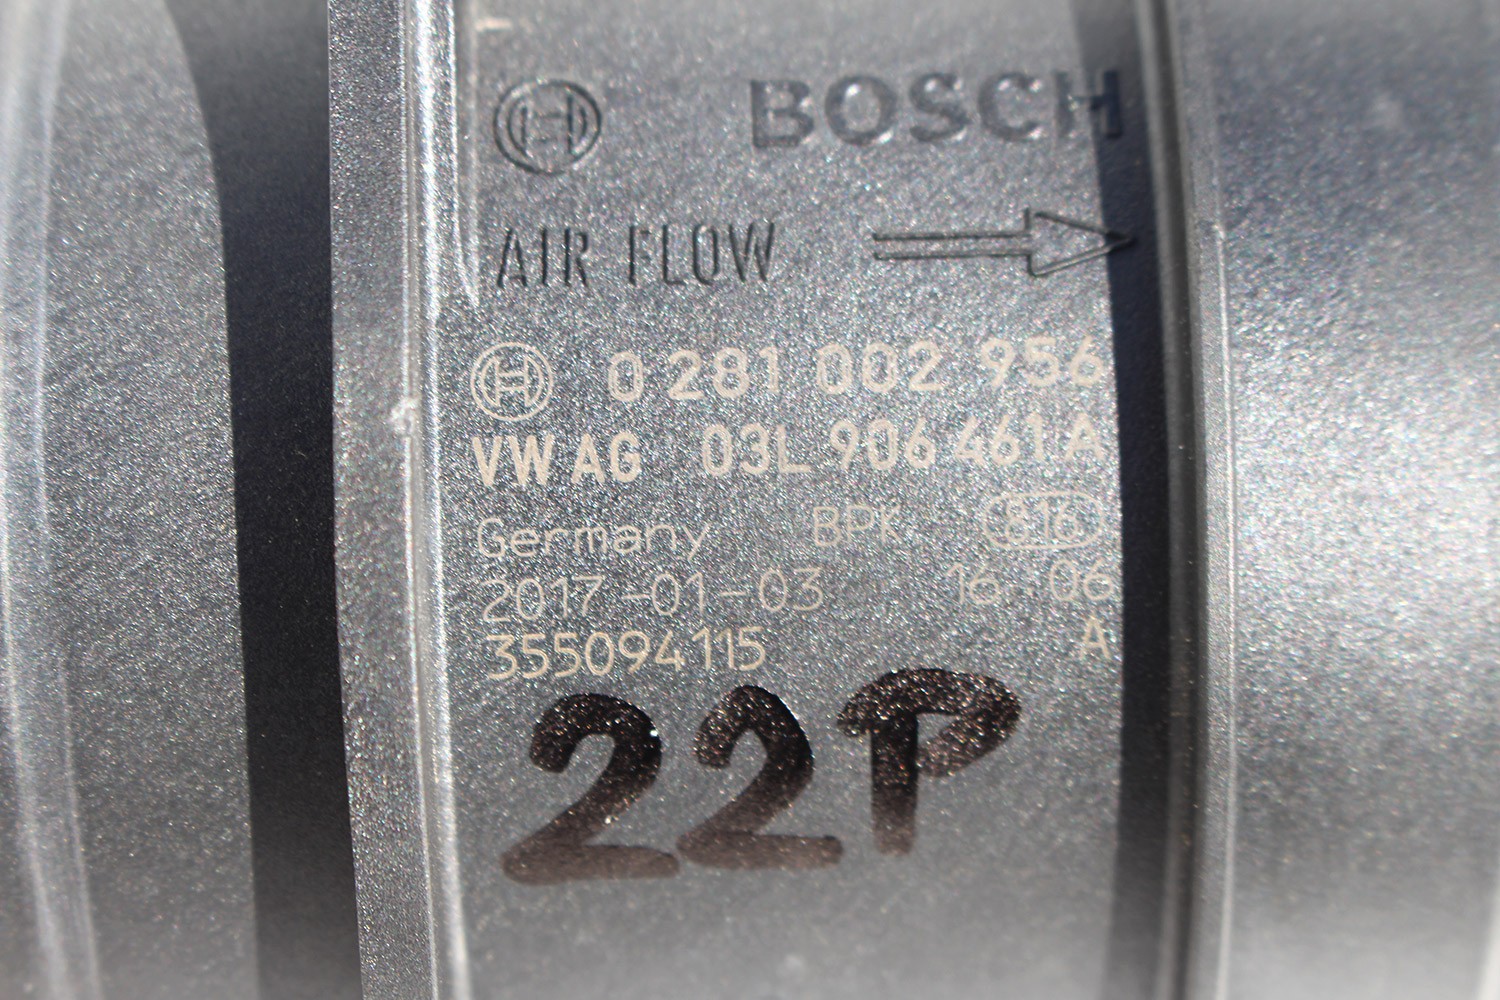 BOSCH
AIR FLOW
0 281 002 956
VW AG 03L 906 461 A
Germany BPK 816
2017-01-03 16 06
355094115 A
22P